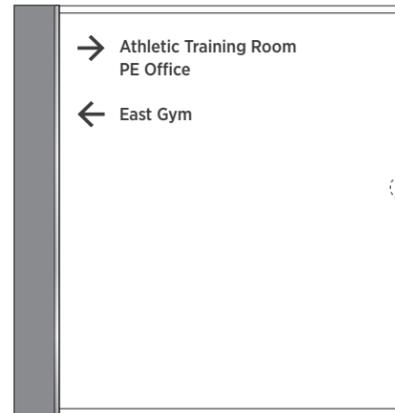 → Athletic Training Room
PE Office
← East Gym